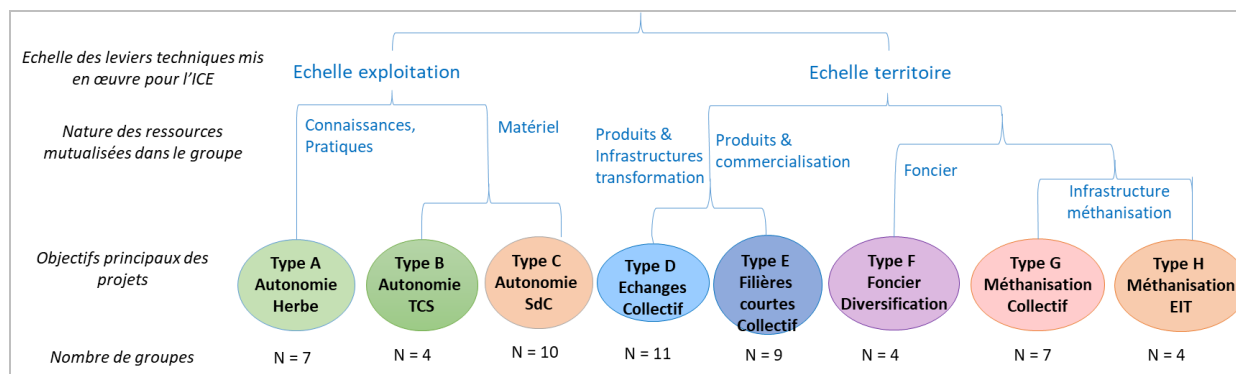 Echelle des leviers techniques mis
en œuvre pour l'ICE
Echelle exploitation
Echelle territoire
Nature des ressources
mutualisées dans le groupe
Connaissances,
Pratiques
Matériel
Produits &
Infrastructures
transformation
Produits &
commercialisation
Foncier
Infrastructure
méthanisation
Objectifs principaux des
projets
Type A
Autonomie
Herbe
Type B
Autonomie
TCS
Type C
Autonomie
SdC
Type D
Echanges
Collectif
Type E
Filières
courtes
Collectif
Type F
Foncier
Diversification
Type G
Méthanisation
Collectif
Type H
Méthanisation
EIT
Nombre de groupes
N = 7
N = 4
N = 10
N = 11
N = 9
N = 4
N = 7
N = 4